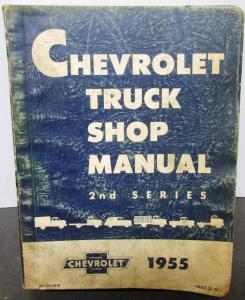 CHEVROLET
TRUCK
SHOP
MANUAL
2nd SERIES
CHEVROLET
1955